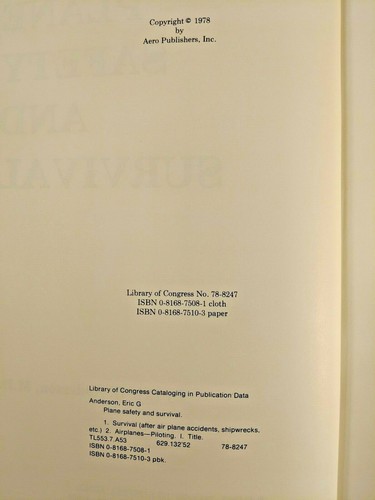 Copyright © 1978
by
Aero Publishers, Inc.
Library of Congress No. 78-8247
ISBN 0-8168-7508-1 cloth
ISBN 0-8168-7510-3 paper
Library of Congress Cataloging in Publication Data
Anderson, Eric G
Plane safety and survival.
1. Survival (after air plane accidents, shipwrecks,
etc.) 2. Airplanes—Piloting. I. Title.
TL553.7.A53 629.132'52 78-8247
ISBN 0-8168-7508-1
ISBN 0-8168-7510-3 pbk.